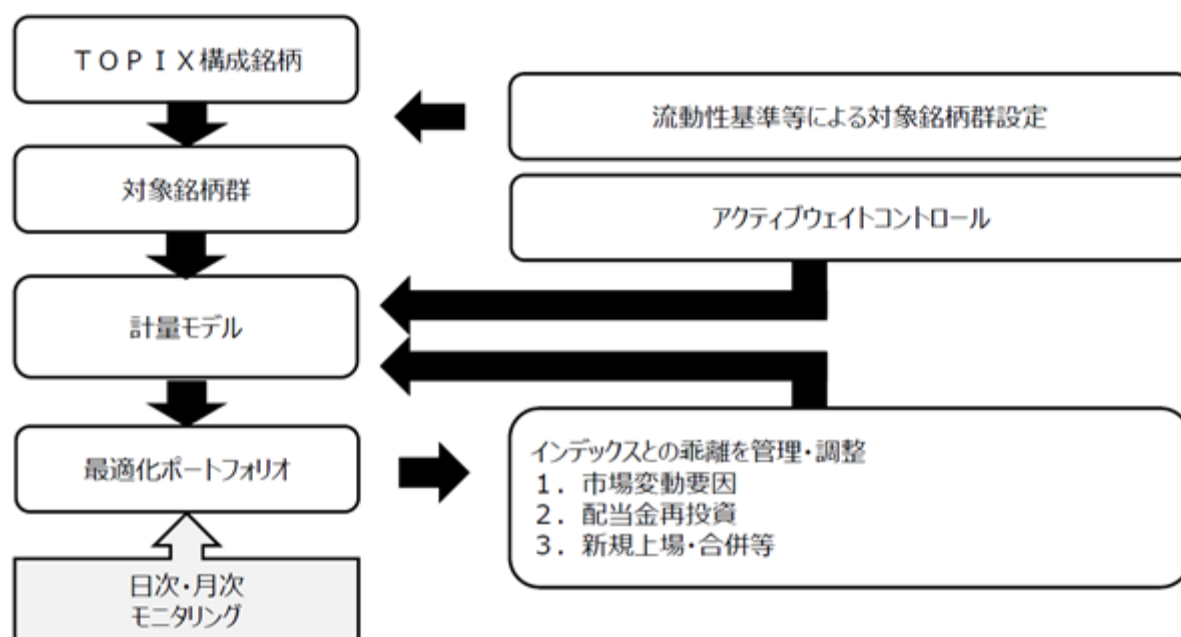 ＴＯＰＩＸ構成銘柄
流動性基準等による対象銘柄群設定
対象銘柄群
アクティブウェイトコントロール
計量モデル
最適化ポートフォリオ
インデックスとの乖離を管理・調整
１．市場変動要因
２．配当金再投資
３．新規上場・合併等
日次・月次
モニタリング